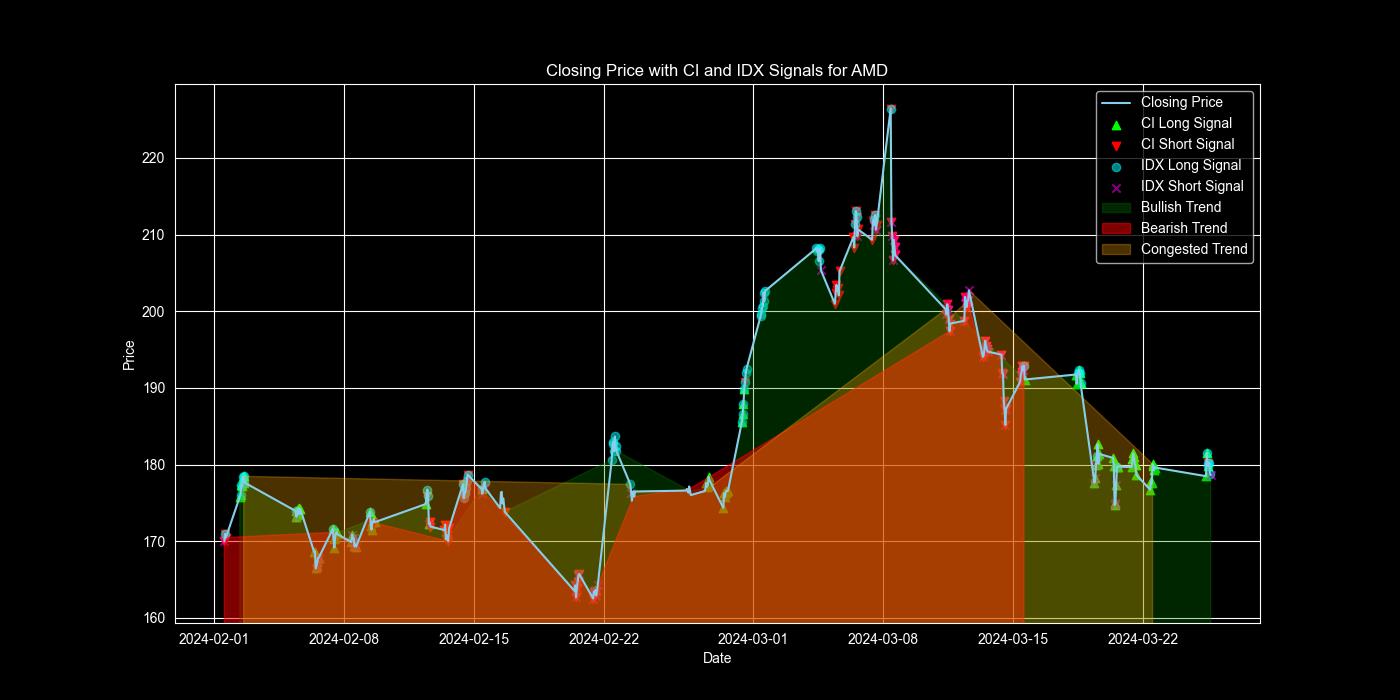 Closing Price with CI and IDX Signals for AMD
Closing Price
CI Long Signal
CI Short Signal
IDX Long Signal
IDX Short Signal
Bullish Trend
Bearish Trend
Congested Trend
Price
220
210
200
190
180
170
160
2024-02-01
2024-02-08
2024-02-15
2024-02-22
2024-03-01
2024-03-08
2024-03-15
2024-03-22
Date